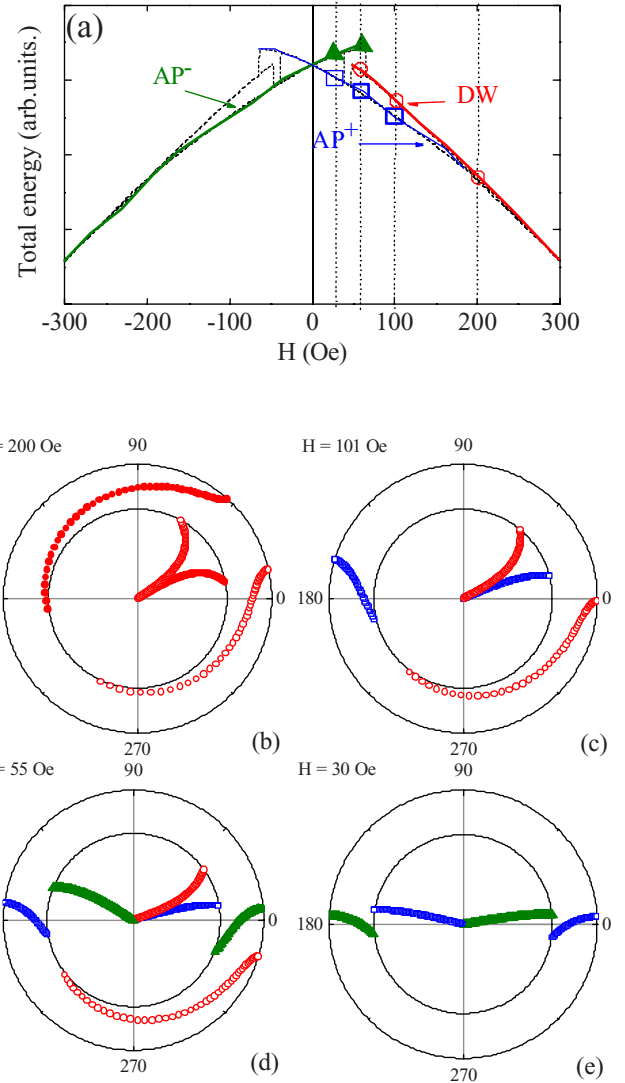 (a)
AP-
DW
AP+
Total energy (arb.units.)
-300 -200 -100 0 100 200 300
H (Oe)
= 200 Oe
90
0
270
(b)
H = 101 Oe
90
180
0
270
(c)
= 55 Oe
90
0
270
(d)
H = 30 Oe
90
180
0
270
(e)